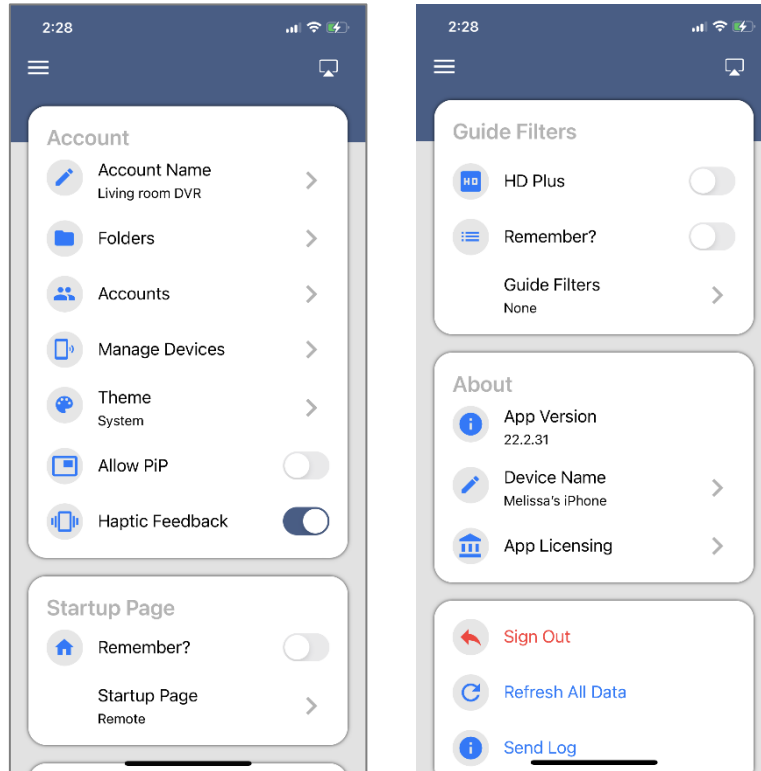 2:28
Account
Account Name
Living room DVR
Folders
Accounts
Manage Devices
Theme
System
Allow PiP
Haptic Feedback
Startup Page
Remember?
Startup Page
Remote
2:28
Guide Filters
HD
HD Plus
Remember?
Guide Filters
None
About
App Version
22.2.31
Device Name
Melissa's iPhone
App Licensing
Sign Out
Refresh All Data
Send Log